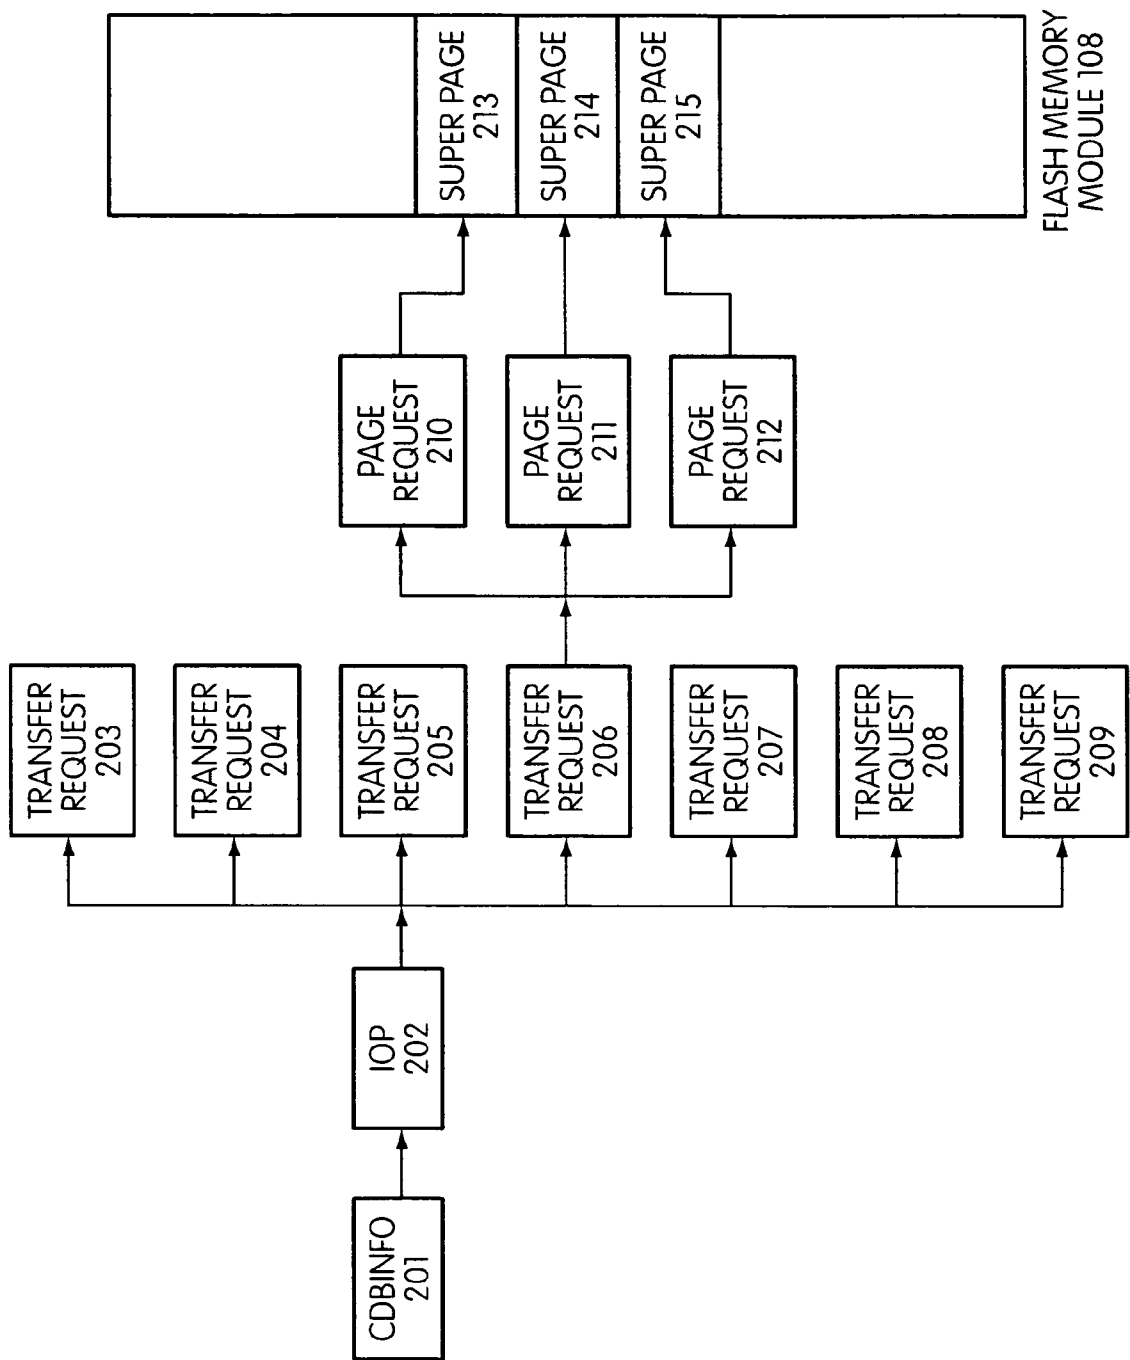 CDBINFO
201
IOP
202
TRANSFER
REQUEST
203
TRANSFER
REQUEST
204
TRANSFER
REQUEST
205
TRANSFER
REQUEST
206
TRANSFER
REQUEST
207
TRANSFER
REQUEST
208
TRANSFER
REQUEST
209
PAGE
REQUEST
210
PAGE
REQUEST
211
PAGE
REQUEST
212
SUPER PAGE
213
SUPER PAGE
214
SUPER PAGE
215
FLASH MEMORY
MODULE 108